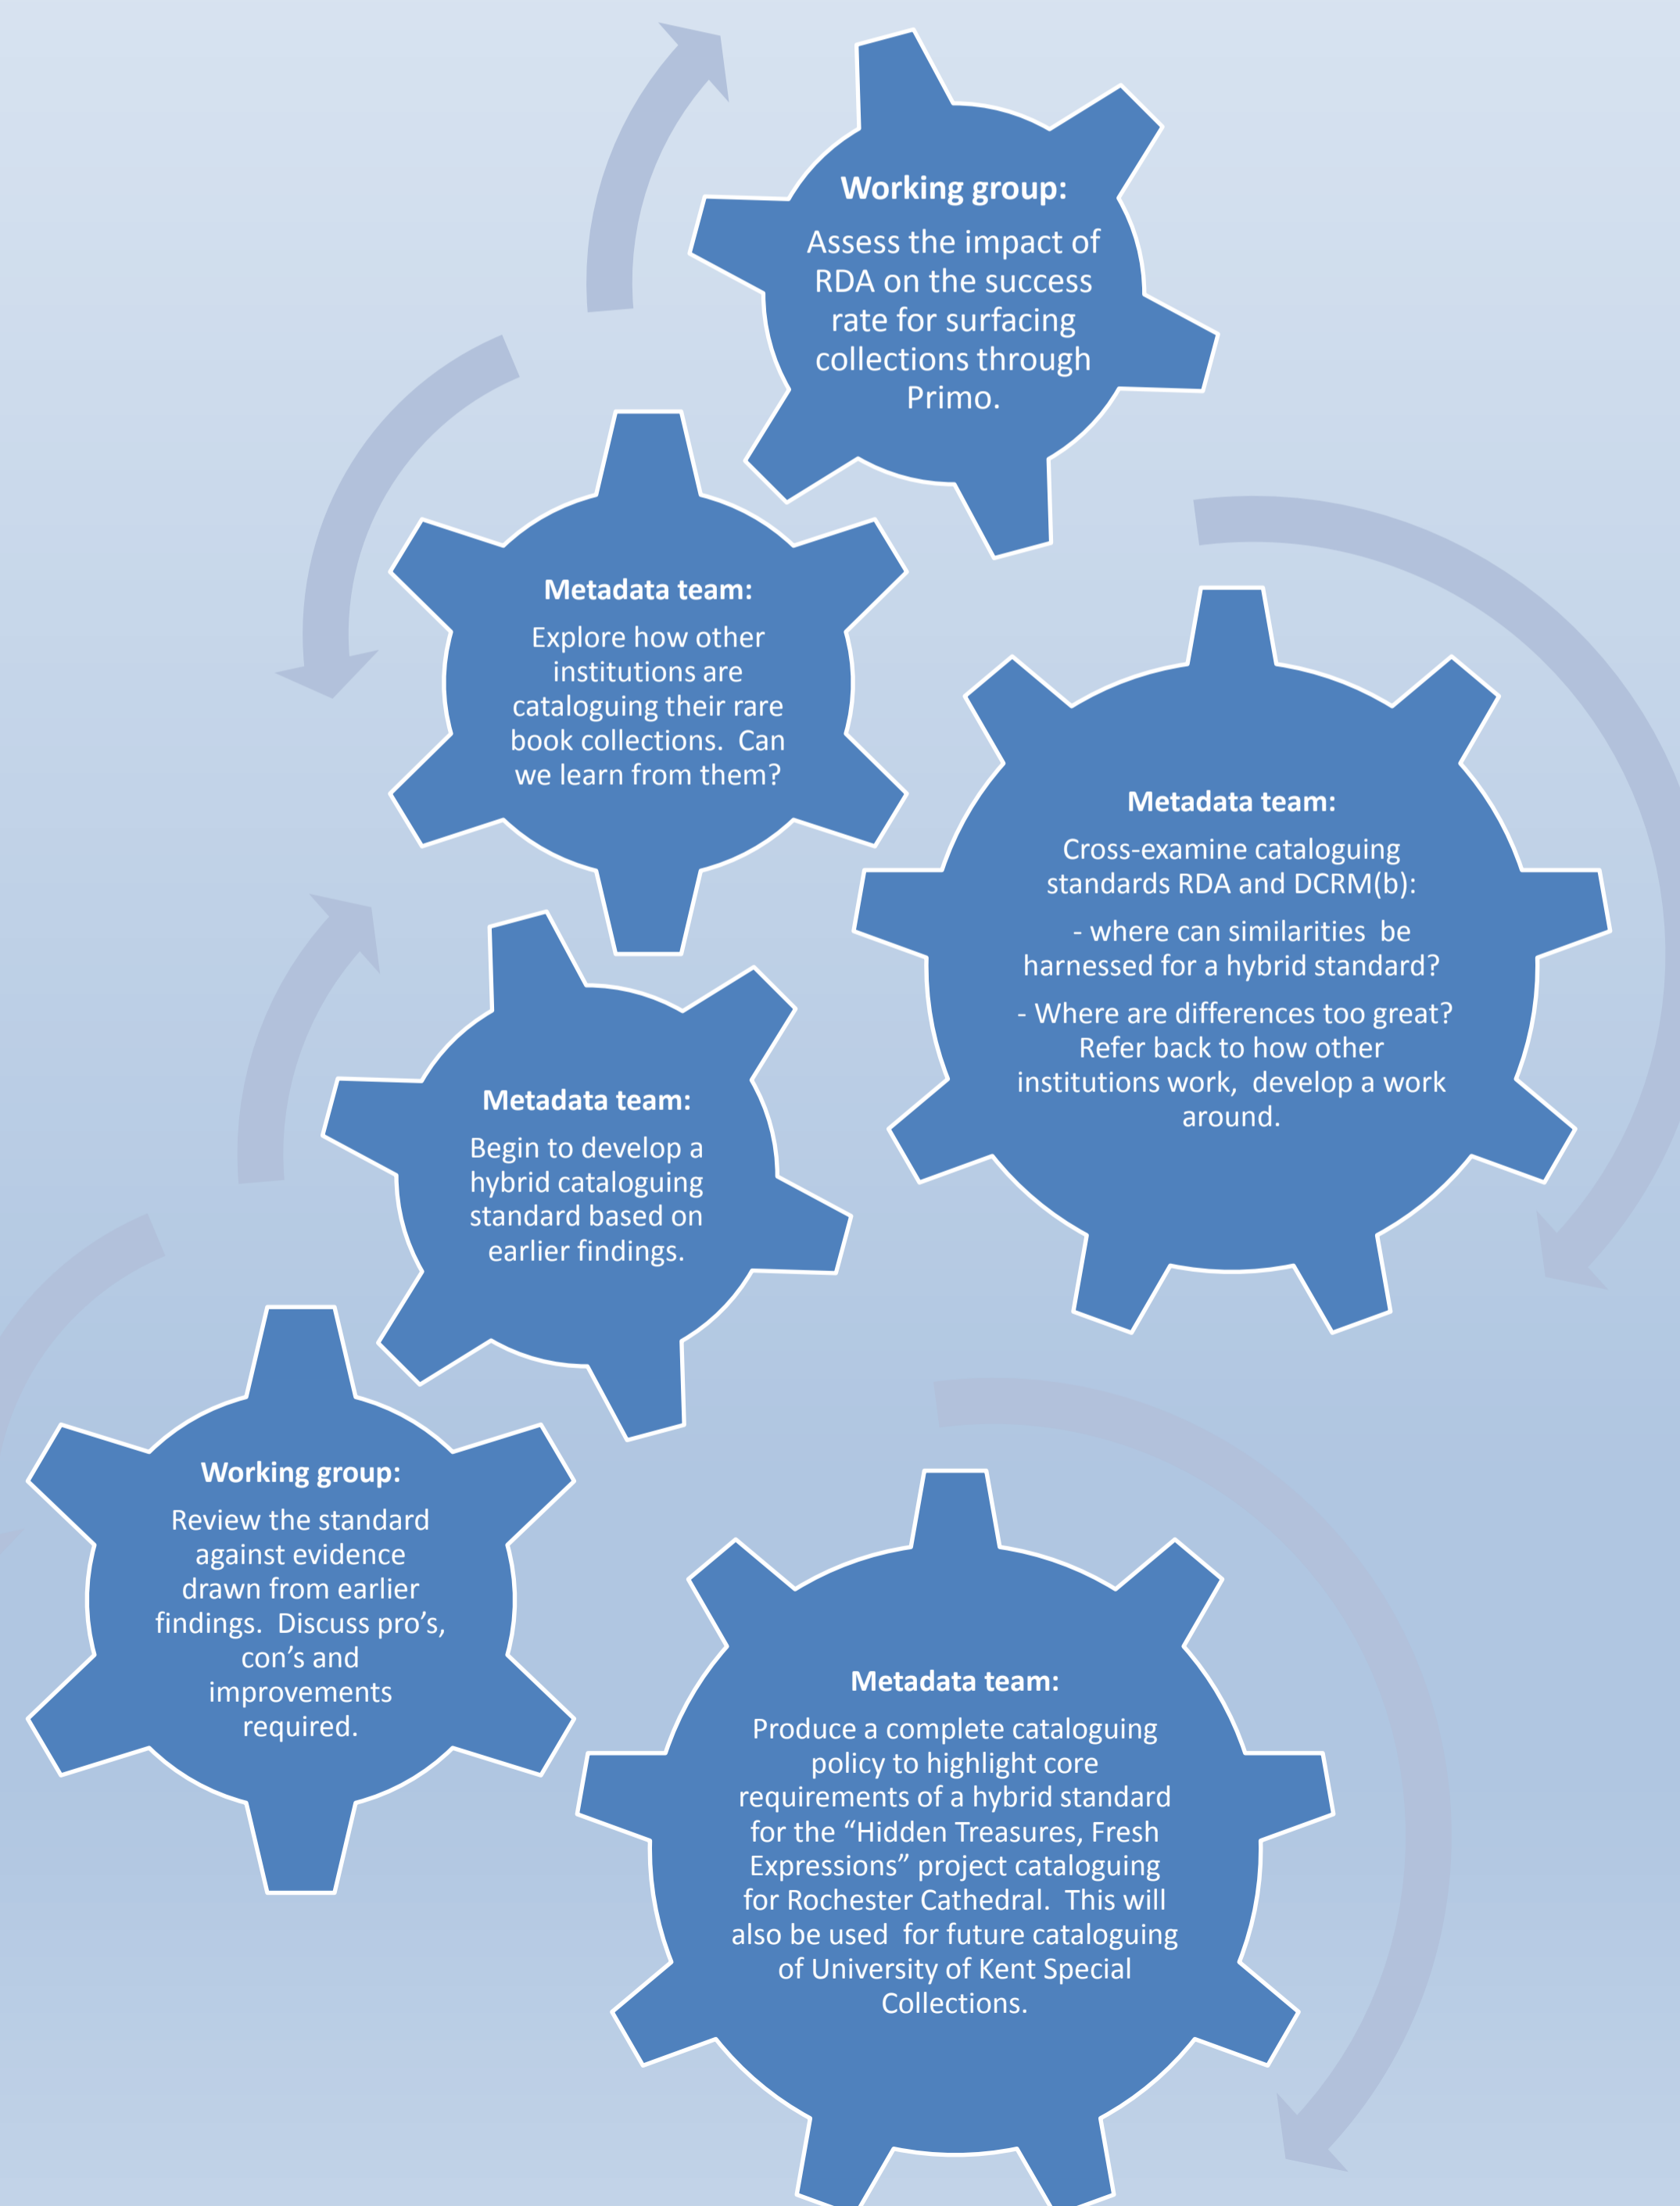 Working group:
Assess the impact of
RDA on the success
rate for surfacing
collections through
Primo.
Metadata team:
Explore how other
institutions are
cataloguing their rare
book collections.  Can
we learn from them?
Metadata team:
Cross-examine cataloguing
standards RDA and DCRM(b):
- where can similarities  be
harnessed for a hybrid standard?
- Where are differences too great?
Refer back to how other
institutions work,  develop a work
around.
Metadata team:
Begin to develop a
hybrid cataloguing
standard based on
earlier findings.
Working group:
Review the standard
against evidence
drawn from earlier
findings.  Discuss pro’s,
con’s and
improvements
required.
Metadata team:
Produce a complete cataloguing
policy to highlight core
requirements of a hybrid standard
for the “Hidden Treasures, Fresh
Expressions” project cataloguing
for Rochester Cathedral.  This will
also be used  for future cataloguing
of University of Kent Special
Collections.